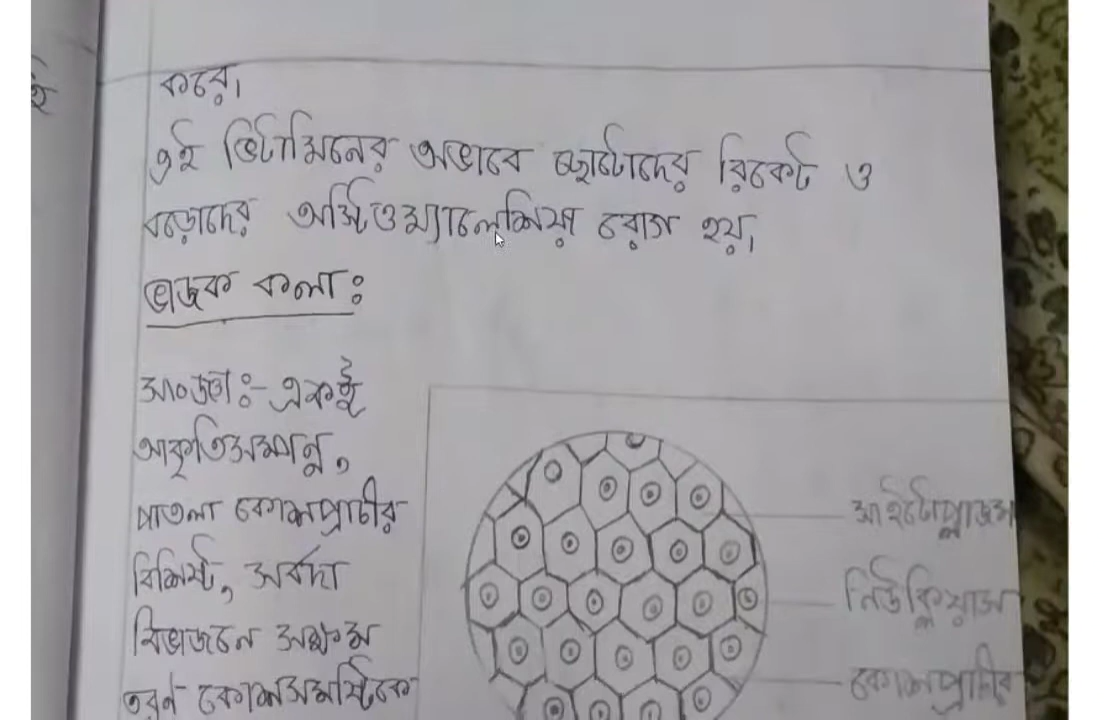 করে।
এই ভিটামিনের অভাবে ছোটোদের রিকেট ও
বড়োদের অস্টিওম্যালেশিয়া রোগ হয়।
ভাজক কলা:
সংজ্ঞা:- একই
আকৃতিসম্পন্ন,
পাতলা কোশপ্রাচীর
বিশিষ্ট, সর্বদা
বিভাজনে সক্ষম
তরুণ কোশসমষ্টিকে
সাইটোপ্লাজম
নিউক্লিয়াস
কোশপ্রাচীর